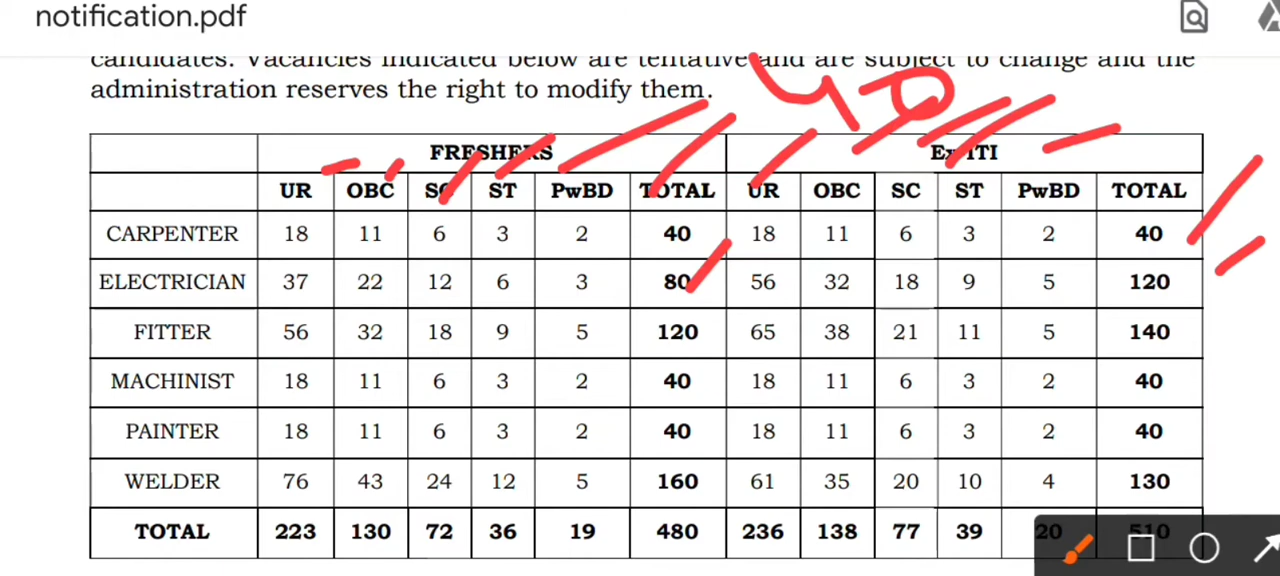 notification.pdf
candidates. Vacancies indicated below are tentative and are subject to change and the
administration reserves the right to modify them.
40
FRESHERS Ex-ITI
UR OBC SC ST PwBD TOTAL UR OBC SC ST PwBD TOTAL
CARPENTER 18 11 6 3 2 40 18 11 6 3 2 40
ELECTRICIAN 37 22 12 6 3 80 56 32 18 9 5 120
FITTER 56 32 18 9 5 120 65 38 21 11 5 140
MACHINIST 18 11 6 3 2 40 18 11 6 3 2 40
PAINTER 18 11 6 3 2 40 18 11 6 3 2 40
WELDER 76 43 24 12 5 160 61 35 20 10 4 130
TOTAL 223 130 72 36 19 480 236 138 77 39 20 510